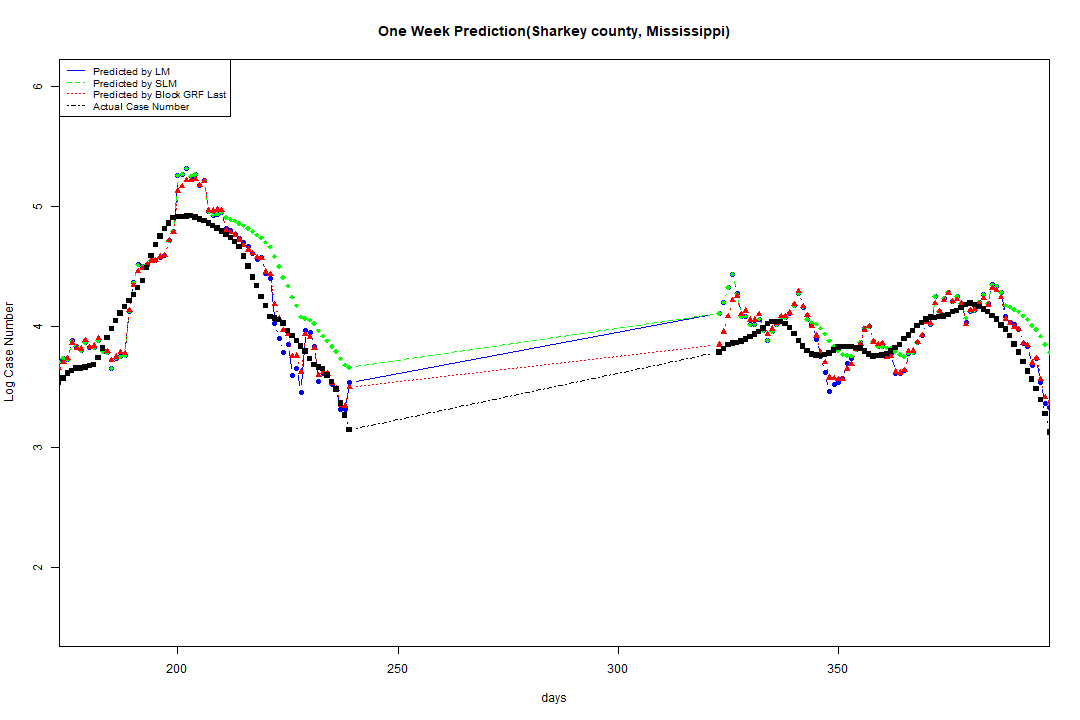 One Week Prediction(Sharkey county, Mississippi)
Predicted by LM
Predicted by SLM
Predicted by Block GRF Last
Actual Case Number
6
5
4
3
2
Log Case Number
200
250
300
350
days